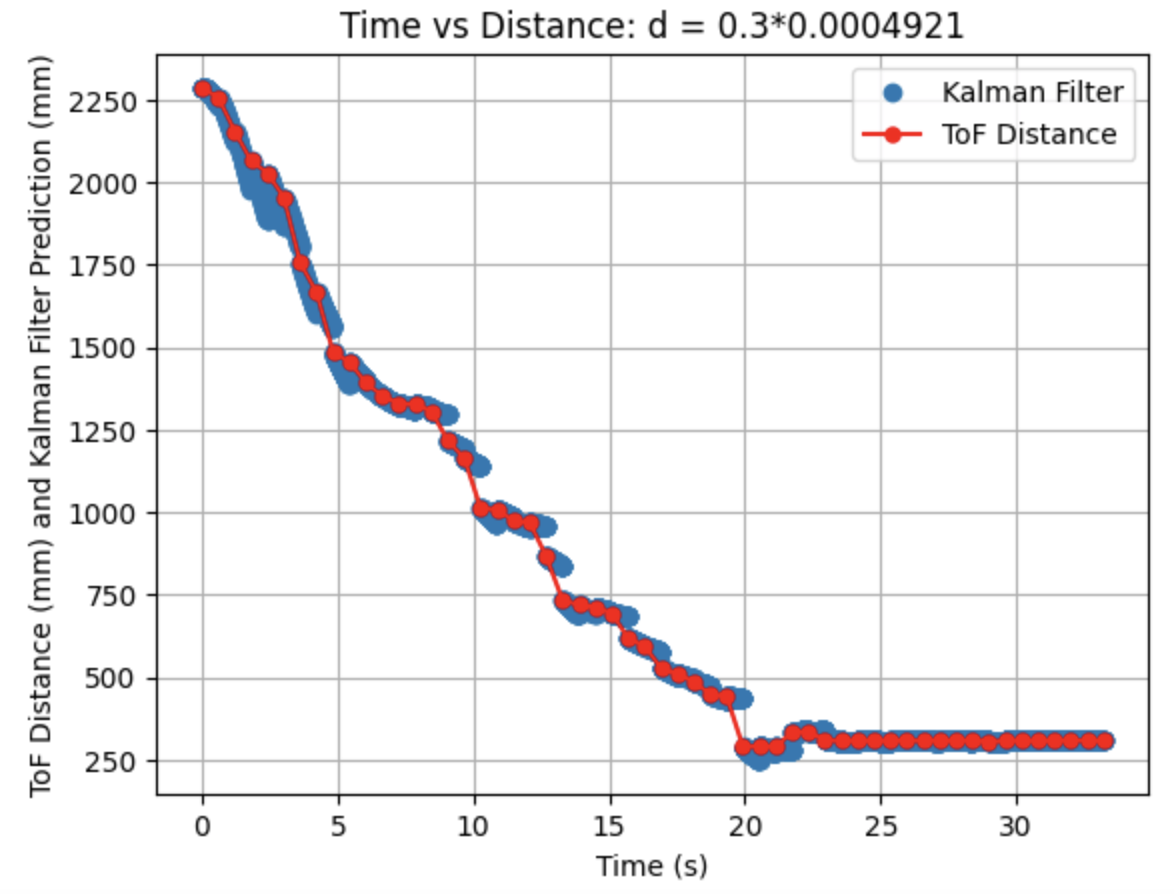 Time vs Distance: d = 0.3*0.0004921
Kalman Filter
ToF Distance
ToF Distance (mm) and Kalman Filter Prediction (mm)
2250
2000
1750
1500
1250
1000
750
500
250
0 5 10 15 20 25 30
Time (s)